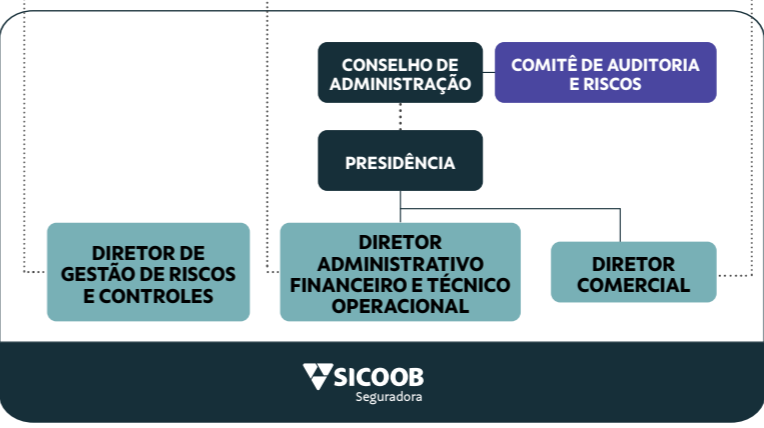 CONSELHO DE
ADMINISTRAÇÃO
COMITÊ DE AUDITORIA
E RISCOS
PRESIDÊNCIA
DIRETOR DE
GESTÃO DE RISCOS
E CONTROLES
DIRETOR
ADMINISTRATIVO
FINANCEIRO E TÉCNICO
OPERACIONAL
DIRETOR
COMERCIAL
SICOOB
Seguradora